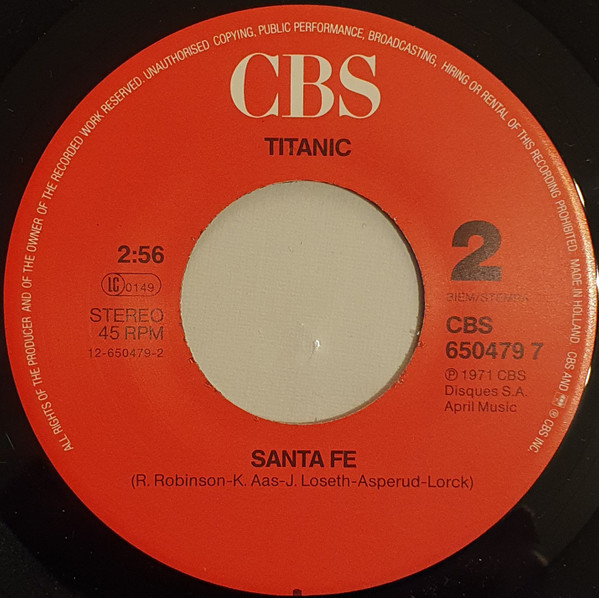 ALL RIGHTS OF THE PRODUCER AND OF THE OWNER OF THE RECORDED WORK RESERVED. UNAUTHORISED COPYING, PUBLIC PERFORMANCE, BROADCASTING, HIRING OR RENTAL OF THIS RECORDING PROHIBITED. MADE IN HOLLAND. CBS AND ® CBS INC.
CBS
TITANIC
2:56
LC 0149
STEREO
45 RPM
12-650479-2
2
BIEM/STEMRA
CBS
650479 7
Ⓟ 1971 CBS
Disques S.A.
April Music
SANTA FE
(R. Robinson-K. Aas-J. Loseth-Asperud-Lorck)